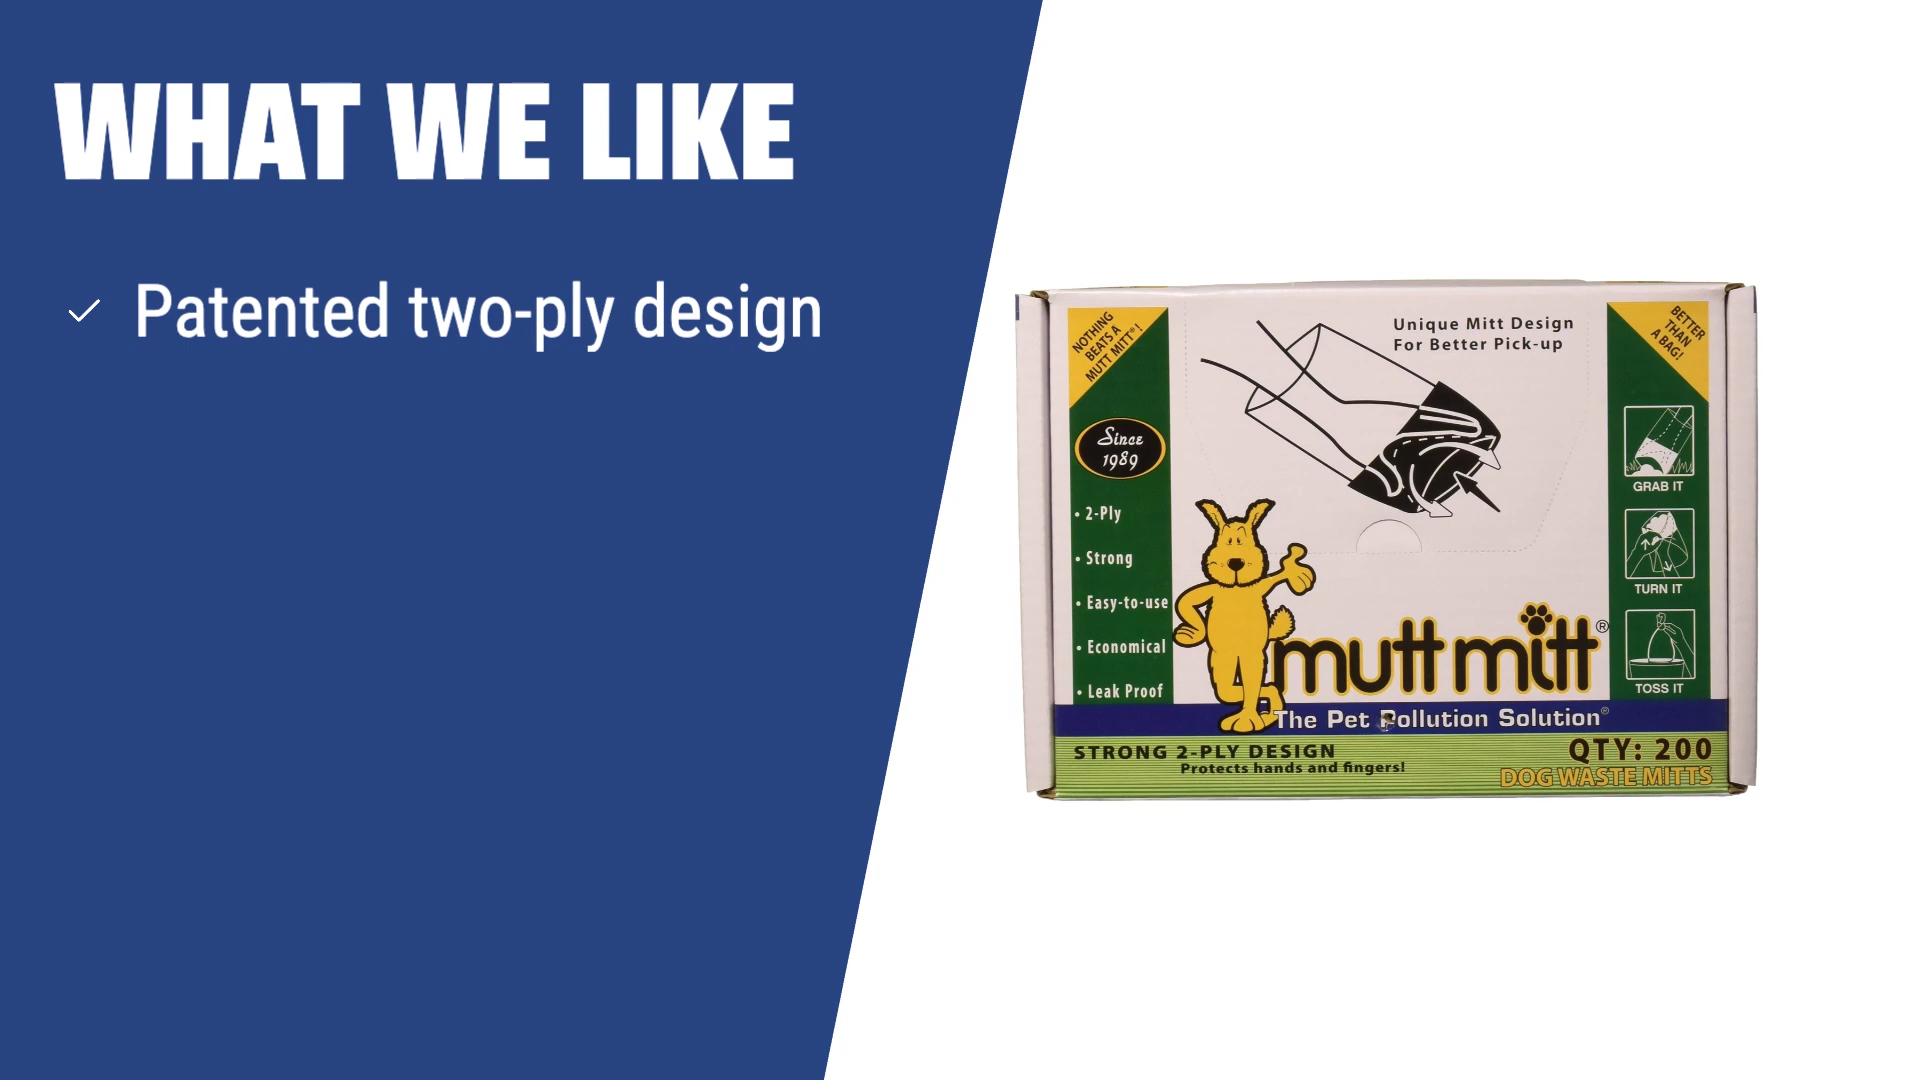 WHAT WE LIKE
Patented two-ply design
NOTHING
BEATS A
MUTT MITT®!
Unique Mitt Design
For Better Pick-up
BETTER
THAN
A BAG!
Since
1989
• 2-Ply
• Strong
• Easy-to-use
• Economical
• Leak Proof
GRAB IT
TURN IT
TOSS IT
mutt mitt®
The Pet Pollution Solution®
STRONG 2-PLY DESIGN
Protects hands and fingers!
QTY: 200
DOG WASTE MITTS